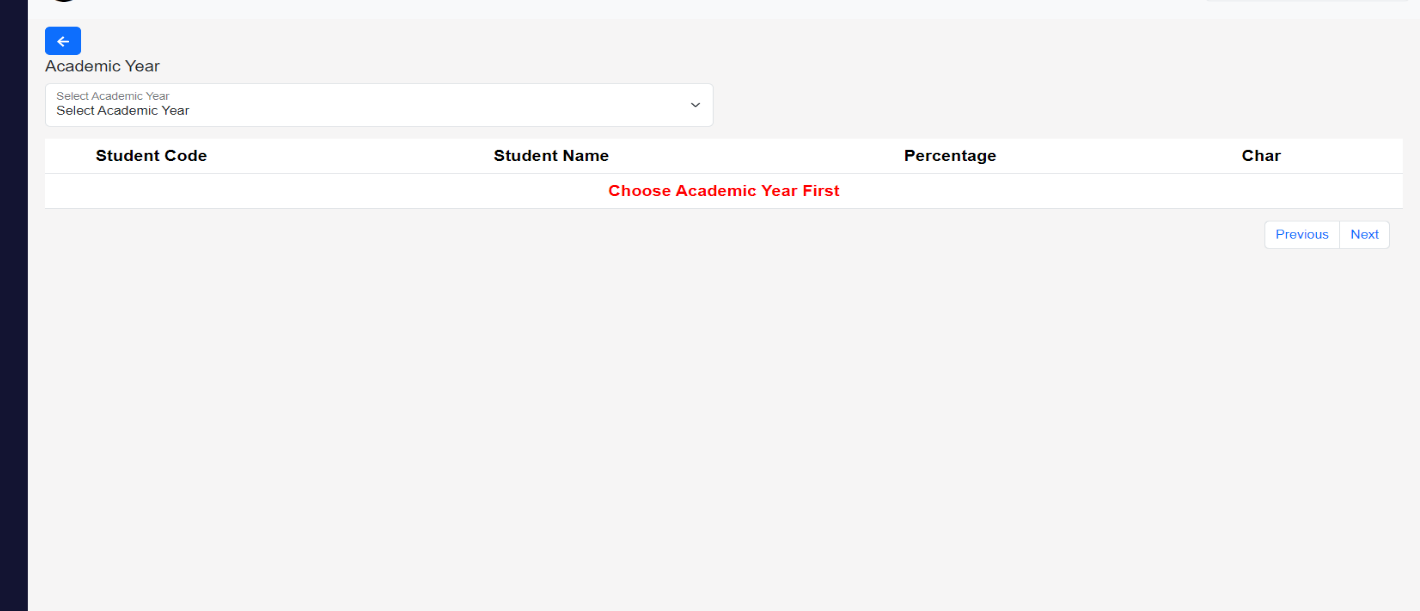 Academic Year
Select Academic Year
Select Academic Year
Student Code Student Name Percentage Char
Choose Academic Year First
Previous Next